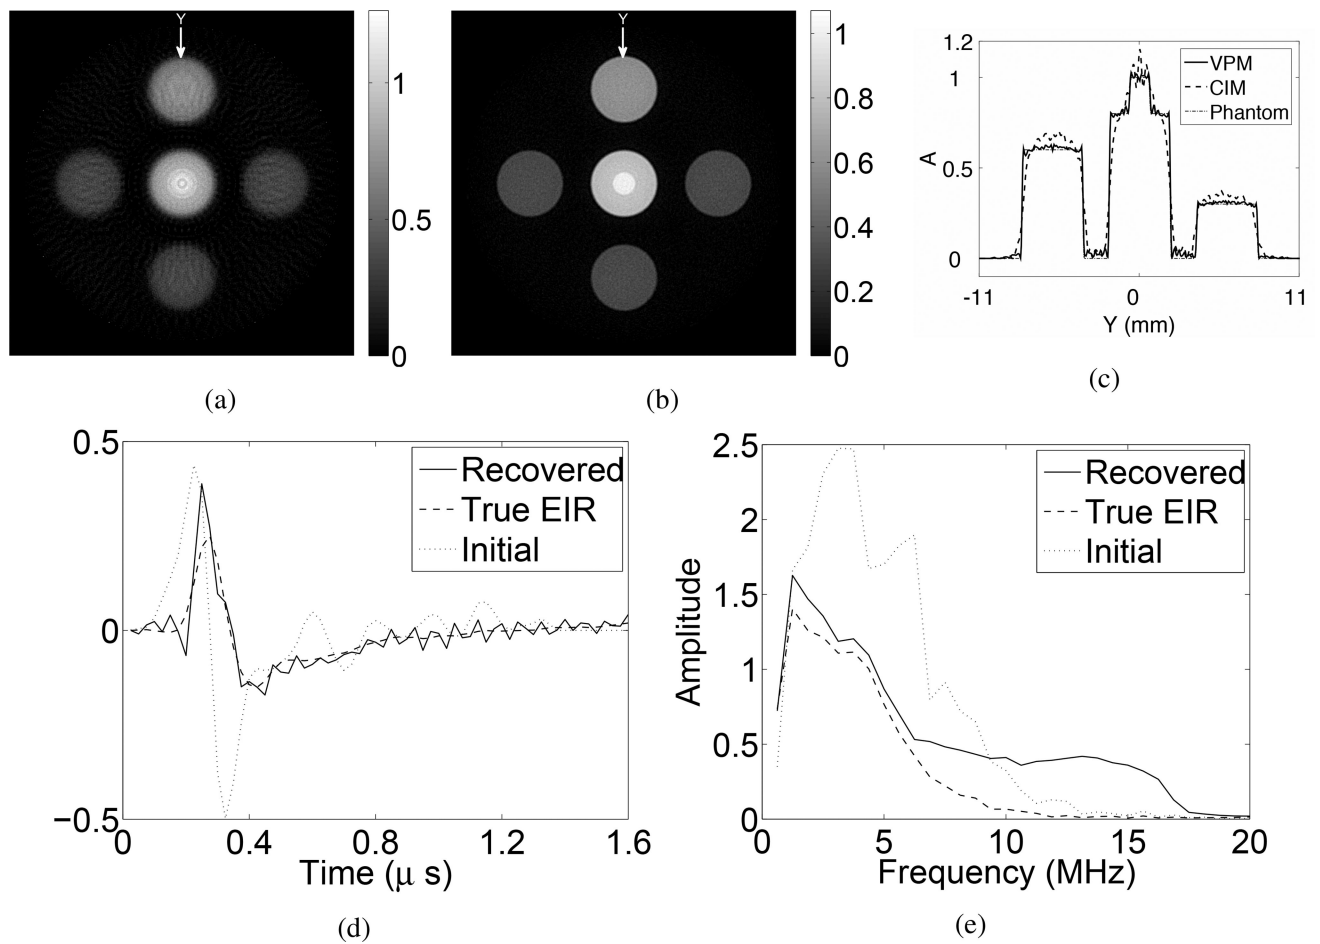 Y
1
0.5
0
(a)
Y
1
0.8
0.6
0.4
0.2
0
(b)
1.2
1
0.5
0
A
-11 0 11
Y (mm)
VPM
CIM
Phantom
(c)
0.5
0
−0.5
0 0.4 0.8 1.2 1.6
Time (μ s)
Recovered
True EIR
Initial
(d)
2.5
2
1.5
1
0.5
0
Amplitude
0 5 10 15 20
Frequency (MHz)
Recovered
True EIR
Initial
(e)